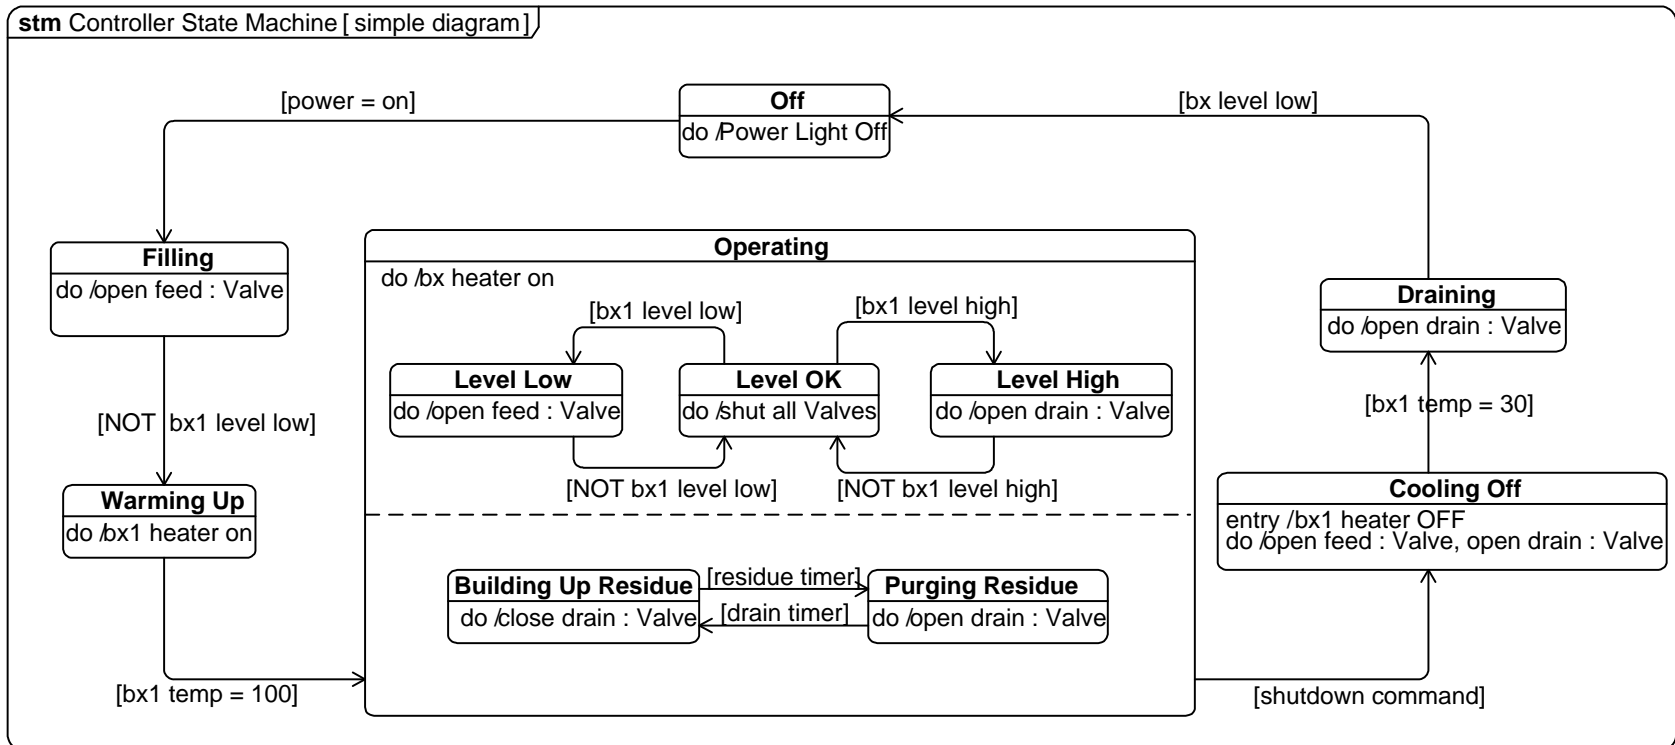 stm Controller State Machine [ simple diagram]
[power = on]
Off
do /Power Light Off
[bx level low]
Filling
do /open feed : Valve
Operating
do /bx heater on
[bx1 level low]
[bx1 level high]
Level Low
do /open feed : Valve
Level OK
do /shut all Valves
Level High
do /open drain : Valve
[NOT bx1 level low]
[NOT bx1 level high]
Draining
do /open drain : Valve
[bx1 temp = 30]
[NOT bx1 level low]
Warming Up
do /bx1 heater on
Cooling Off
entry /bx1 heater OFF
do /open feed : Valve, open drain : Valve
Building Up Residue
do /close drain : Valve
[residue timer]
[drain timer]
Purging Residue
do /open drain : Valve
[bx1 temp = 100]
[shutdown command]